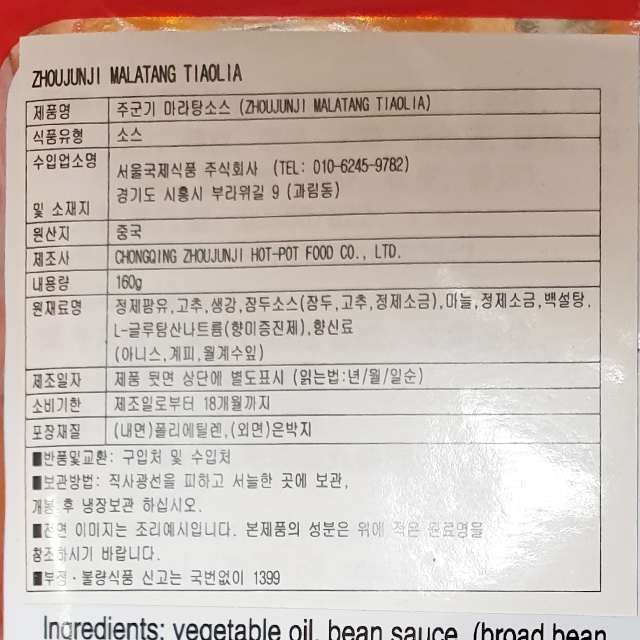 ZHOUJUNJI MALATANG TIAOLIA
제품명 주군기 마라탕소스 (ZHOUJUNJI MALATANG TIAOLIA)
식품유형 소스
수입업소명 및 소재지
서울국제식품 주식회사 (TEL: 010-6245-9782)
경기도 시흥시 부라위길 9 (과림동)
원산지 중국
제조사 CHONGQING ZHOUJUNJI HOT-POT FOOD CO., LTD.
내용량 160g
원재료명 정제팜유,고추,생강,잠두소스(잠두,고추,정제소금),마늘,정제소금,백설탕,
L-글루탐산나트륨(향미증진제),향신료
(아니스,계피,월계수잎)
제조일자 제품 뒷면 상단에 별도표시 (읽는법:년/월/일순)
소비기한 제조일로부터 18개월까지
포장재질 (내면)폴리에틸렌,(외면)은박지
■반품및교환: 구입처 및 수입처
■보관방법: 직사광선을 피하고 서늘한 곳에 보관,
개봉 후 냉장보관 하십시오.
■전면 이미지는 조리예시입니다. 본제품의 성분은 위에 적은 원료명을
참조하시기 바랍니다.
■부정·불량식품 신고는 국번없이 1399
Ingredients: vegetable oil, bean sauce, (broad bean